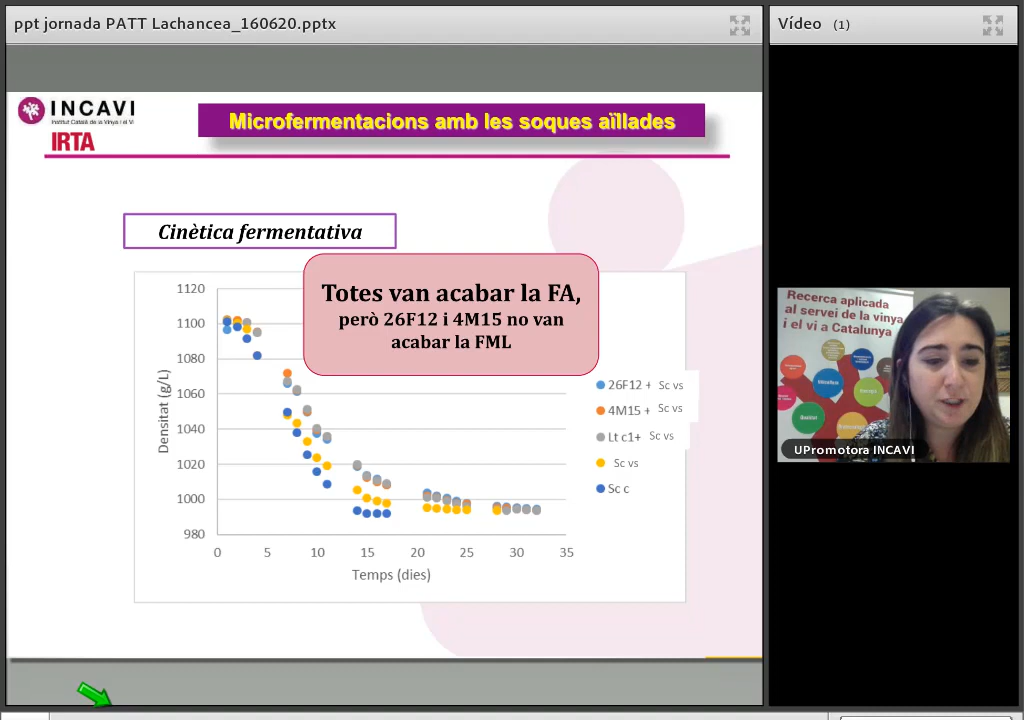 ppt jornada PATT Lachancea_160620.pptx
Vídeo (1)
INCAVI
Institut Català de la Vinya i el Vi
IRTA
Microfermentacions amb les soques aïllades
Cinètica fermentativa
Totes van acabar la FA,
però 26F12 i 4M15 no van
acabar la FML
1120
1100
1080
1060
1040
1020
1000
980
Densitat (g/L)
0 5 10 15 20 25 30 35
Temps (dies)
26F12 + Sc vs
4M15 + Sc vs
Lt c1+ Sc vs
Sc vs
Sc c
Recerca aplicada
al servei de la vinya
i el vi a Catalunya
UPromotora INCAVI